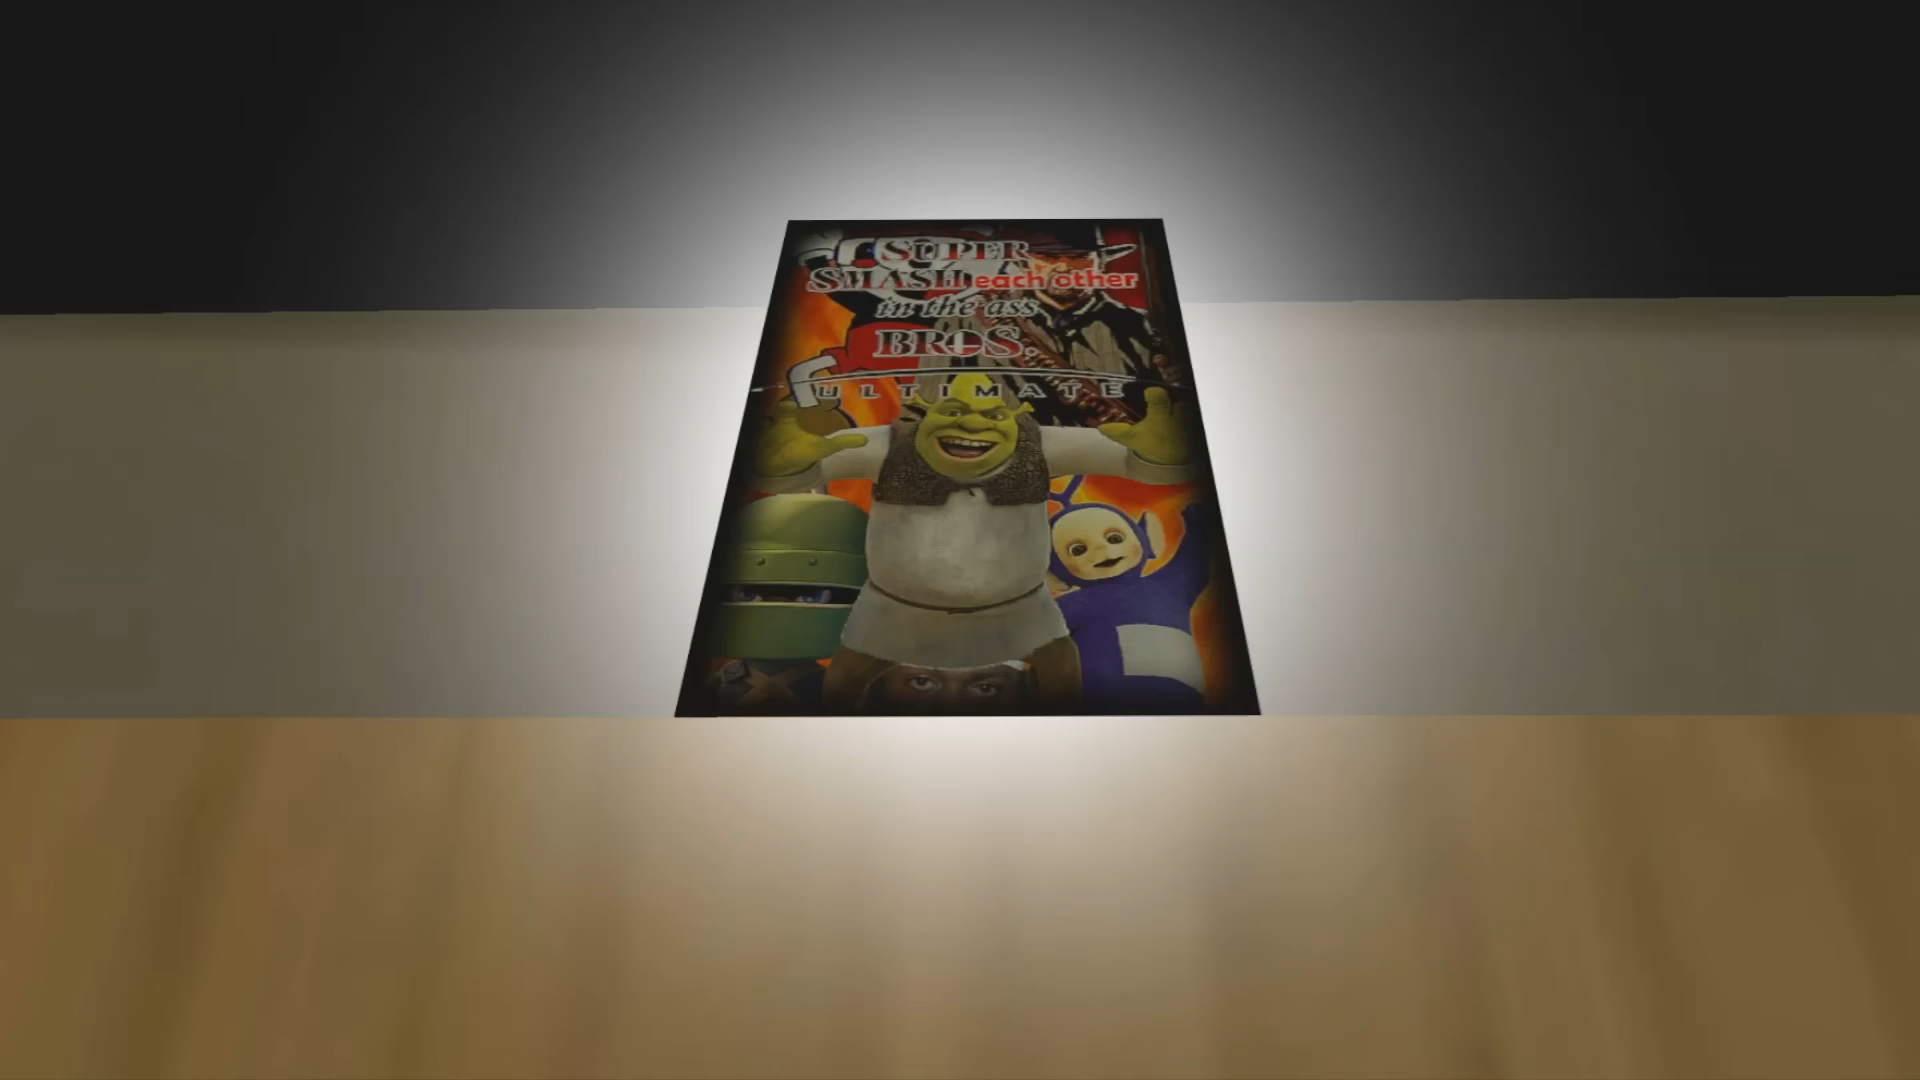 SUPER
SMASH each other
in the ass
BROS.
ULTIMATE